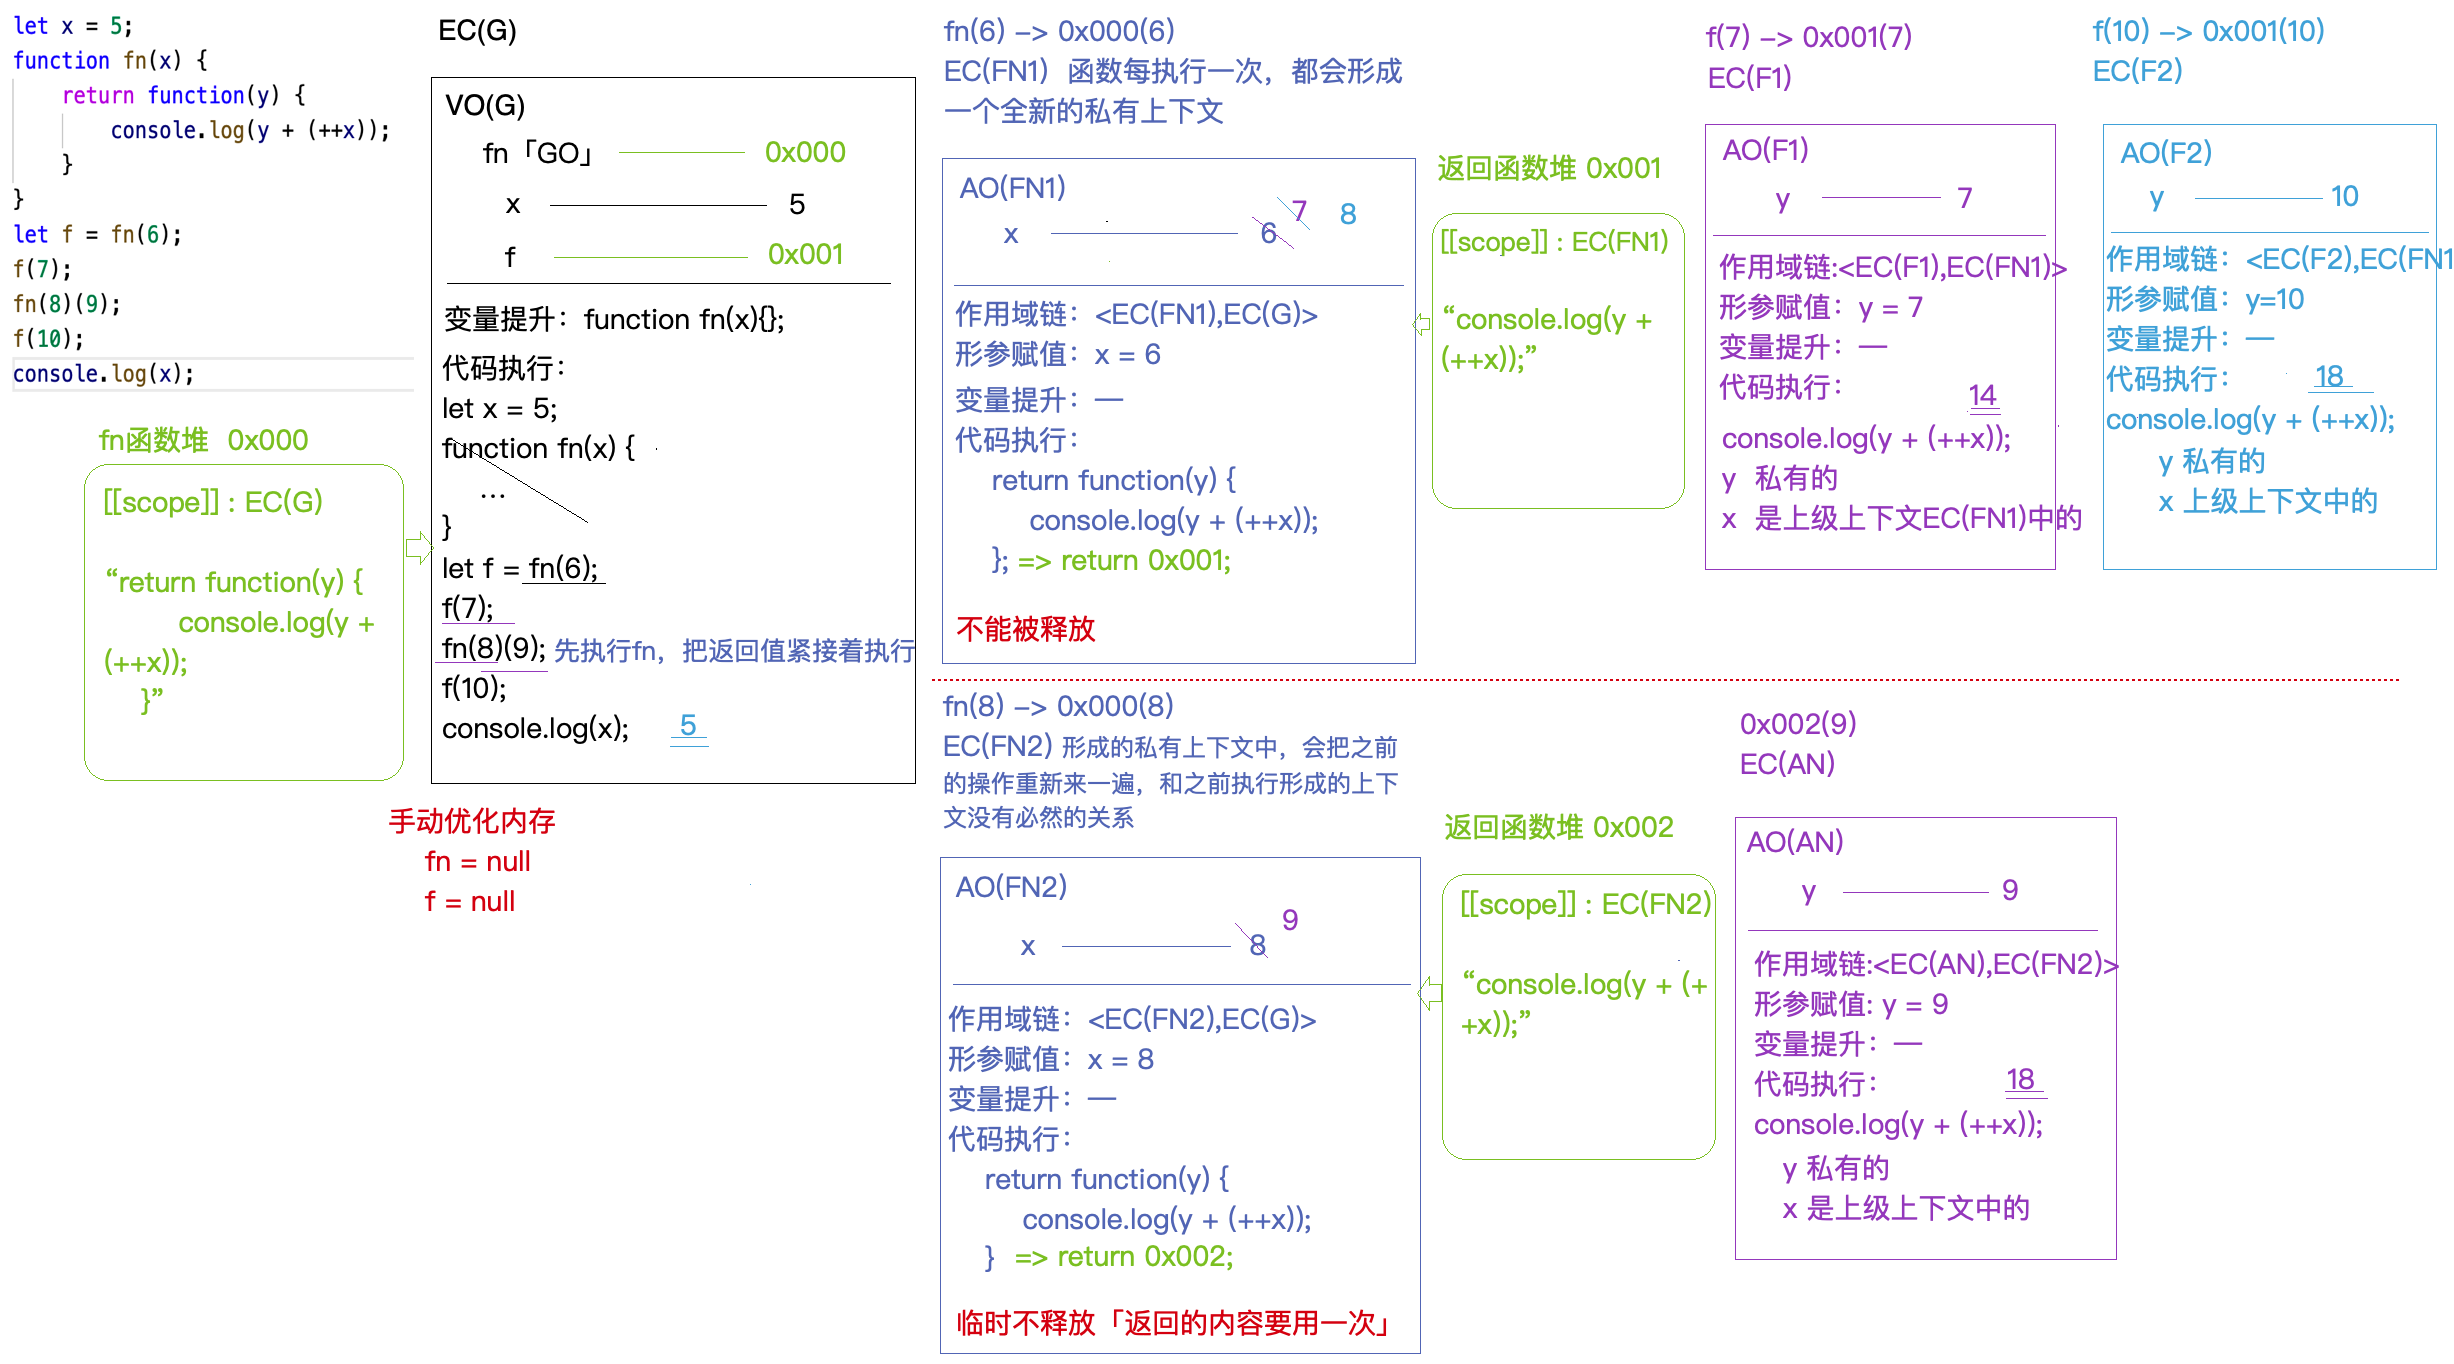 let x = 5;
function fn(x) {
return function(y) {
console.log(y + (++x));
}
}
let f = fn(6);
f(7);
fn(8)(9);
f(10);
console.log(x);
fn函数堆 0x000
[[scope]] : EC(G)
“return function(y) {
console.log(y +
(++x));
}”
EC(G)
VO(G)
fn「GO」 0x000
x 5
f 0x001
变量提升：function fn(x){};
代码执行：
let x = 5;
function fn(x) {
...
}
let f = fn(6);
f(7);
fn(8)(9); 先执行fn，把返回值紧接着执行
f(10);
console.log(x); 5
手动优化内存
fn = null
f = null
fn(6) -> 0x000(6)
EC(FN1) 函数每执行一次，都会形成
一个全新的私有上下文
AO(FN1)
x 6 7 8
作用域链：<EC(FN1),EC(G)>
形参赋值：x = 6
变量提升：—
代码执行：
return function(y) {
console.log(y + (++x));
}; => return 0x001;
不能被释放
返回函数堆 0x001
[[scope]] : EC(FN1)
“console.log(y +
(++x));”
f(7) -> 0x001(7)
EC(F1)
AO(F1)
y 7
作用域链:<EC(F1),EC(FN1)>
形参赋值：y = 7
变量提升：—
代码执行：
14
console.log(y + (++x));
y 私有的
x 是上级上下文EC(FN1)中的
f(10) -> 0x001(10)
EC(F2)
AO(F2)
y 10
作用域链：<EC(F2),EC(FN1
形参赋值：y=10
变量提升：—
代码执行： 18
console.log(y + (++x));
y 私有的
x 上级上下文中的
fn(8) -> 0x000(8)
EC(FN2) 形成的私有上下文中，会把之前
的操作重新来一遍，和之前执行形成的上下
文没有必然的关系
AO(FN2)
x 8 9
作用域链：<EC(FN2),EC(G)>
形参赋值：x = 8
变量提升：—
代码执行：
return function(y) {
console.log(y + (++x));
} => return 0x002;
临时不释放「返回的内容要用一次」
返回函数堆 0x002
[[scope]] : EC(FN2)
“console.log(y + (+
+x));”
0x002(9)
EC(AN)
AO(AN)
y 9
作用域链:<EC(AN),EC(FN2)>
形参赋值: y = 9
变量提升：—
代码执行： 18
console.log(y + (++x));
y 私有的
x 是上级上下文中的